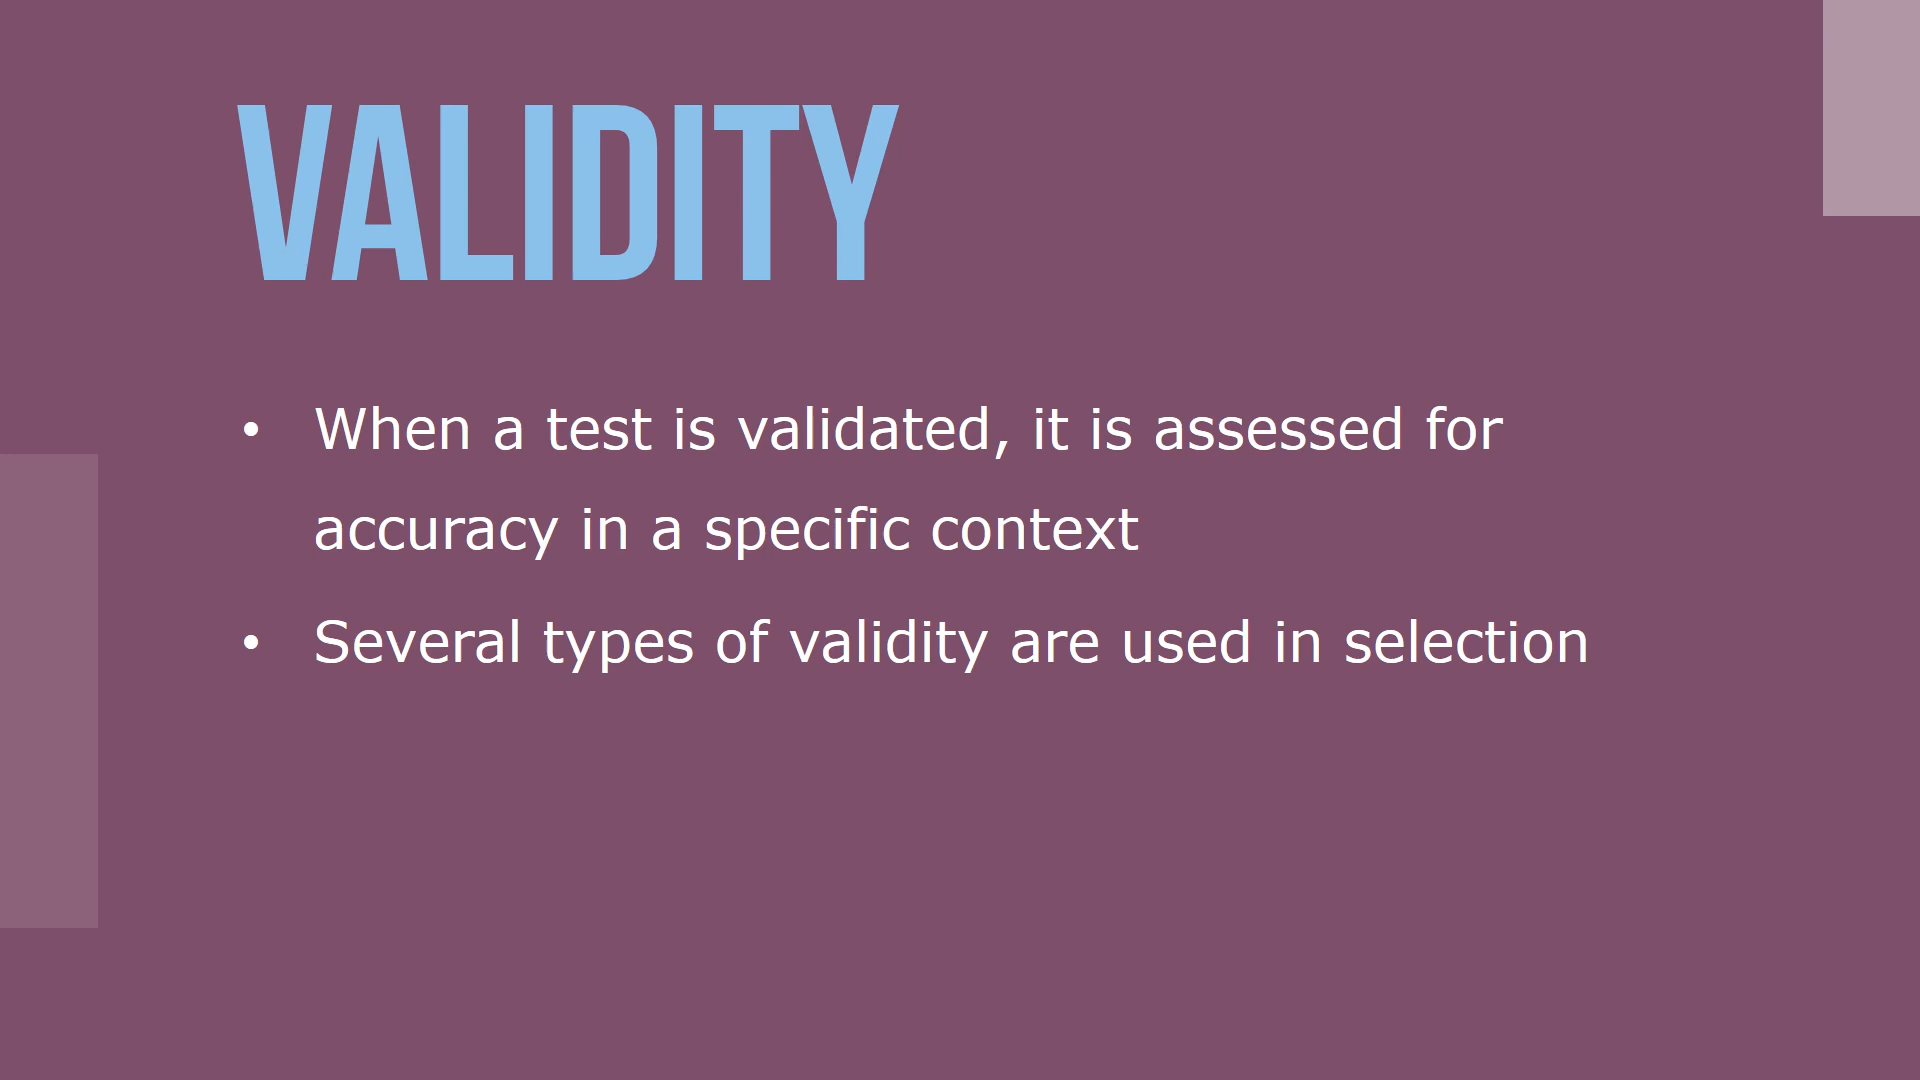 VALIDITY
• When a test is validated, it is assessed for
accuracy in a specific context
• Several types of validity are used in selection